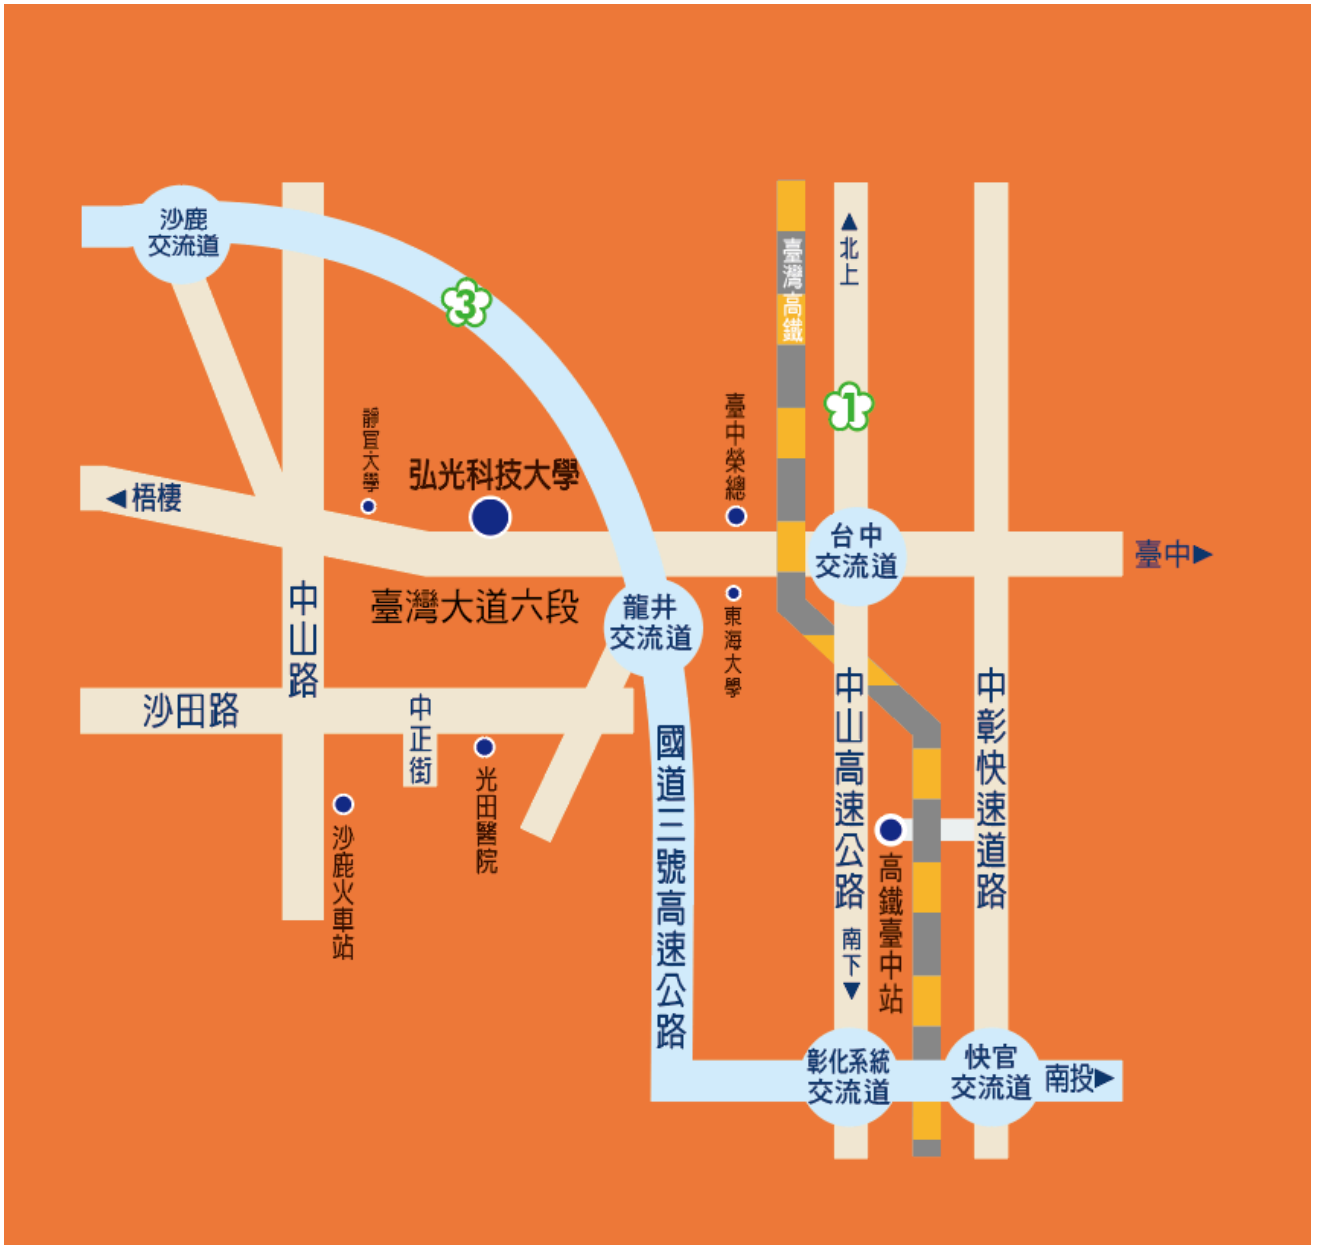 沙鹿
交流道
3
臺灣高鐵
▲北上
1
靜宜大學
弘光科技大學
臺中榮總
◀梧棲
台中
交流道
臺中▶
中山路
臺灣大道六段
龍井
交流道
東海大學
沙田路
中正街
光田醫院
沙鹿火車站
國道三號高速公路
中山高速公路
南下▼
高鐵臺中站
中彰快速道路
彰化系統
交流道
快官
交流道
南投▶